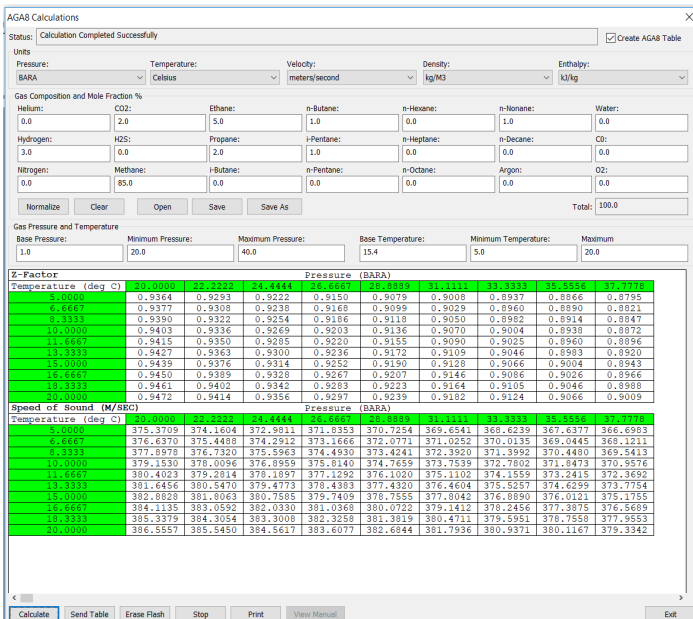 AGA8 Calculations
Status: Calculation Completed Successfully Create AGA8 Table
Units
Pressure: Temperature: Velocity: Density: Enthalpy:
BARA Celsius meters/second kg/M3 kJ/kg
Gas Composition and Mole Fraction %
Helium: CO2: Ethane: n-Butane: n-Hexane: n-Nonane: Water:
0.0 2.0 5.0 1.0 0.0 1.0 0.0
Hydrogen: H2S: Propane: i-Pentane: n-Heptane: n-Decane: C0:
3.0 0.0 2.0 1.0 0.0 0.0 0.0
Nitrogen: Methane: i-Butane: n-Pentane: n-Octane: Argon: O2:
0.0 85.0 0.0 0.0 0.0 0.0 0.0
Normalize Clear Open Save Save As Total: 100.0
Gas Pressure and Temperature
Base Pressure: Minimum Pressure: Maximum Pressure: Base Temperature: Minimum Temperature: Maximum
1.0 20.0 40.0 15.4 5.0 20.0
Z-Factor Pressure (BARA)
Temperature (deg C) 20.0000 22.2222 24.4444 26.6667 28.8889 31.1111 33.3333 35.5556 37.7778
5.0000 0.9364 0.9293 0.9222 0.9150 0.9079 0.9008 0.8937 0.8866 0.8795
6.6667 0.9377 0.9308 0.9238 0.9168 0.9099 0.9029 0.8960 0.8890 0.8821
8.3333 0.9390 0.9322 0.9254 0.9186 0.9118 0.9050 0.8982 0.8914 0.8847
10.0000 0.9403 0.9336 0.9269 0.9203 0.9136 0.9070 0.9004 0.8938 0.8872
11.6667 0.9415 0.9350 0.9285 0.9220 0.9155 0.9090 0.9025 0.8960 0.8896
13.3333 0.9427 0.9363 0.9300 0.9236 0.9172 0.9109 0.9046 0.8983 0.8920
15.0000 0.9439 0.9376 0.9314 0.9252 0.9190 0.9128 0.9066 0.9004 0.8943
16.6667 0.9450 0.9389 0.9328 0.9267 0.9207 0.9146 0.9086 0.9026 0.8966
18.3333 0.9461 0.9402 0.9342 0.9283 0.9223 0.9164 0.9105 0.9046 0.8988
20.0000 0.9472 0.9414 0.9356 0.9297 0.9239 0.9182 0.9124 0.9066 0.9009
Speed of Sound (M/SEC) Pressure (BARA)
Temperature (deg C) 20.0000 22.2222 24.4444 26.6667 28.8889 31.1111 33.3333 35.5556 37.7778
5.0000 375.3709 374.1604 372.9811 371.8353 370.7254 369.6541 368.6239 367.6377 366.6983
6.6667 376.6370 375.4488 374.2912 373.1666 372.0771 371.0252 370.0135 369.0445 368.1211
8.3333 377.8978 376.7320 375.5963 374.4930 373.4241 372.3920 371.3992 370.4480 369.5413
10.0000 379.1530 378.0096 376.8959 375.8140 374.7659 373.7539 372.7802 371.8473 370.9576
11.6667 380.4023 379.2814 378.1897 377.1292 376.1020 375.1102 374.1559 373.2415 372.3692
13.3333 381.6456 380.5470 379.4773 378.4383 377.4320 376.4604 375.5257 374.6299 373.7754
15.0000 382.8828 381.8063 380.7585 379.7409 378.7555 377.8042 376.8890 376.0121 375.1755
16.6667 384.1135 383.0592 382.0330 381.0368 380.0722 379.1412 378.2456 377.3875 376.5689
18.3333 385.3379 384.3054 383.3008 382.3258 381.3819 380.4711 379.5951 378.7558 377.9553
20.0000 386.5557 385.5450 384.5617 383.6077 382.6844 381.7936 380.9371 380.1167 379.3342
Calculate Send Table Erase Flash Stop Print View Manual Exit